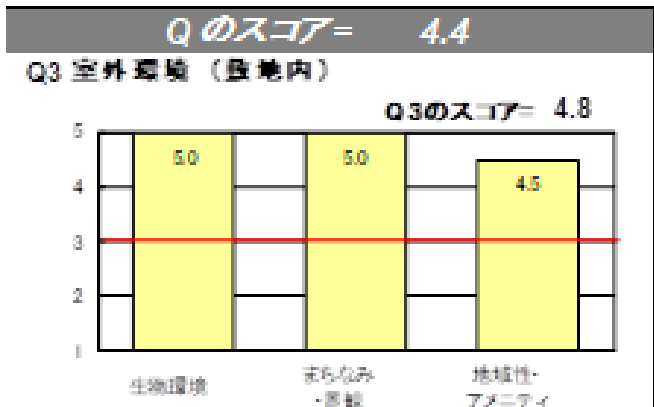 Qのスコア= 4.4
Q3 室外環境（敷地内）
Q3のスコア= 4.8
5
4
3
2
1
5.0
5.0
4.5
生物環境
まちなみ
・景観
地域性・
アメニティ